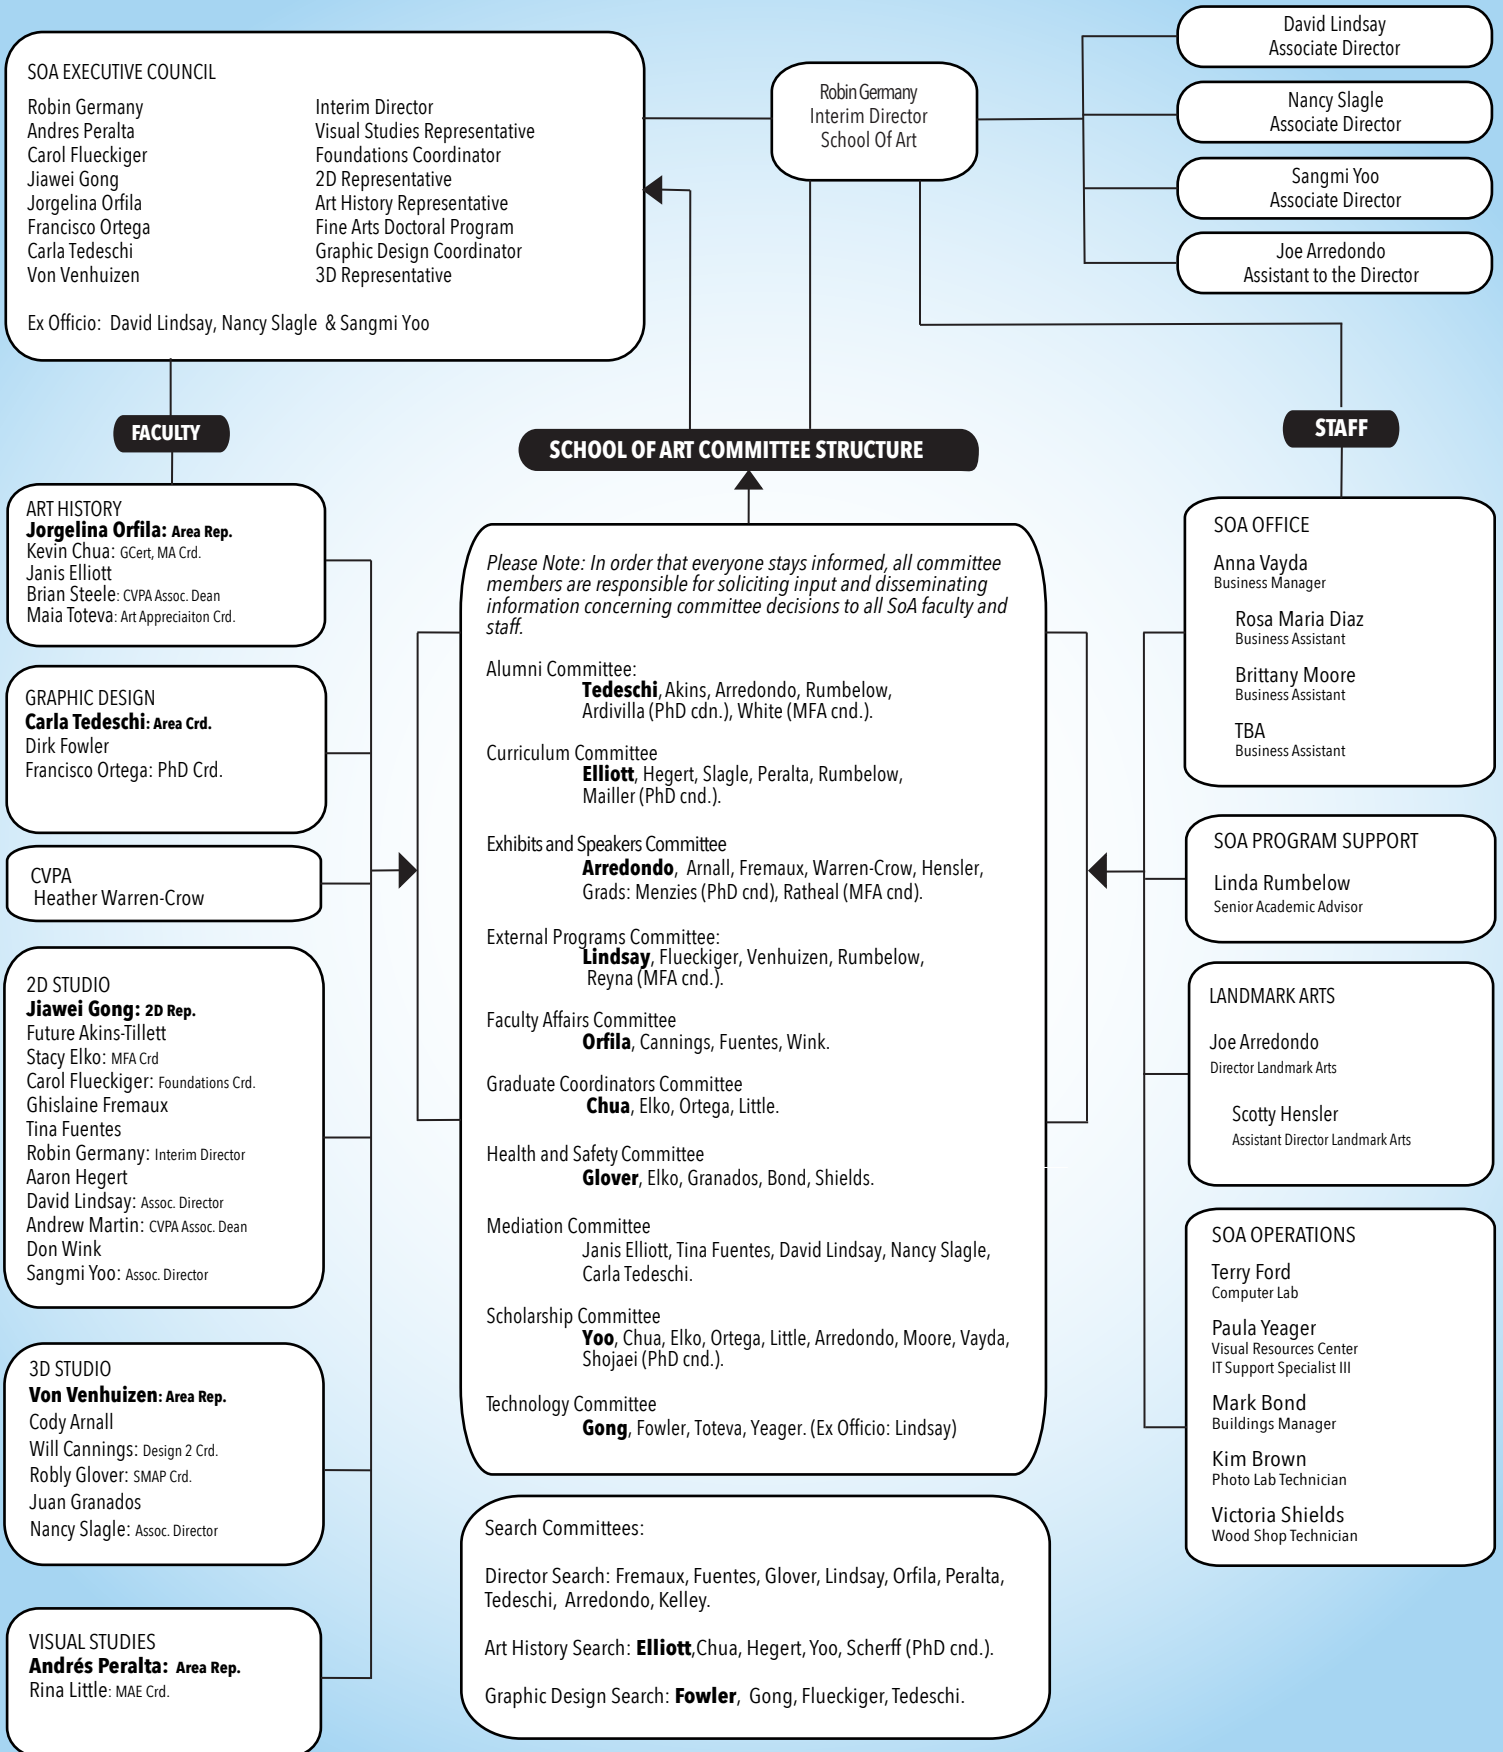 SOA EXECUTIVE COUNCIL
Robin Germany Interim Director
Andres Peralta Visual Studies Representative
Carol Flueckiger Foundations Coordinator
Jiawei Gong 2D Representative
Jorgelina Orfila Art History Representative
Francisco Ortega Fine Arts Doctoral Program
Carla Tedeschi Graphic Design Coordinator
Von Venhuizen 3D Representative
Ex Officio: David Lindsay, Nancy Slagle & Sangmi Yoo
Robin Germany
Interim Director
School Of Art
David Lindsay
Associate Director
Nancy Slagle
Associate Director
Sangmi Yoo
Associate Director
Joe Arredondo
Assistant to the Director
FACULTY
ART HISTORY
Jorgelina Orfila: Area Rep.
Kevin Chua: GCert, MA Crd.
Janis Elliott
Brian Steele: CVPA Assoc. Dean
Maia Toteva: Art Appreciaiton Crd.
GRAPHIC DESIGN
Carla Tedeschi: Area Crd.
Dirk Fowler
Francisco Ortega: PhD Crd.
CVPA
Heather Warren-Crow
2D STUDIO
Jiawei Gong: 2D Rep.
Future Akins-Tillett
Stacy Elko: MFA Crd
Carol Flueckiger: Foundations Crd.
Ghislaine Fremaux
Tina Fuentes
Robin Germany: Interim Director
Aaron Hegert
David Lindsay: Assoc. Director
Andrew Martin: CVPA Assoc. Dean
Don Wink
Sangmi Yoo: Assoc. Director
3D STUDIO
Von Venhuizen: Area Rep.
Cody Arnall
Will Cannings: Design 2 Crd.
Robly Glover: SMAP Crd.
Juan Granados
Nancy Slagle: Assoc. Director
VISUAL STUDIES
Andrés Peralta: Area Rep.
Rina Little: MAE Crd.
SCHOOL OF ART COMMITTEE STRUCTURE
Please Note: In order that everyone stays informed, all committee
members are responsible for soliciting input and disseminating
information concerning committee decisions to all SoA faculty and
staff.
Alumni Committee:
Tedeschi, Akins, Arredondo, Rumbelow,
Ardivilla (PhD cdn.), White (MFA cnd.).
Curriculum Committee
Elliott, Hegert, Slagle, Peralta, Rumbelow,
Mailler (PhD cnd.).
Exhibits and Speakers Committee
Arredondo, Arnall, Fremaux, Warren-Crow, Hensler,
Grads: Menzies (PhD cnd), Ratheal (MFA cnd).
External Programs Committee:
Lindsay, Flueckiger, Venhuizen, Rumbelow,
Reyna (MFA cnd.).
Faculty Affairs Committee
Orfila, Cannings, Fuentes, Wink.
Graduate Coordinators Committee
Chua, Elko, Ortega, Little.
Health and Safety Committee
Glover, Elko, Granados, Bond, Shields.
Mediation Committee
Janis Elliott, Tina Fuentes, David Lindsay, Nancy Slagle,
Carla Tedeschi.
Scholarship Committee
Yoo, Chua, Elko, Ortega, Little, Arredondo, Moore, Vayda,
Shojaei (PhD cnd.).
Technology Committee
Gong, Fowler, Toteva, Yeager. (Ex Officio: Lindsay)
Search Committees:
Director Search: Fremaux, Fuentes, Glover, Lindsay, Orfila, Peralta,
Tedeschi, Arredondo, Kelley.
Art History Search: Elliott,Chua, Hegert, Yoo, Scherff (PhD cnd.).
Graphic Design Search: Fowler, Gong, Flueckiger, Tedeschi.
STAFF
SOA OFFICE
Anna Vayda
Business Manager
Rosa Maria Diaz
Business Assistant
Brittany Moore
Business Assistant
TBA
Business Assistant
SOA PROGRAM SUPPORT
Linda Rumbelow
Senior Academic Advisor
LANDMARK ARTS
Joe Arredondo
Director Landmark Arts
Scotty Hensler
Assistant Director Landmark Arts
SOA OPERATIONS
Terry Ford
Computer Lab
Paula Yeager
Visual Resources Center
IT Support Specialist III
Mark Bond
Buildings Manager
Kim Brown
Photo Lab Technician
Victoria Shields
Wood Shop Technician